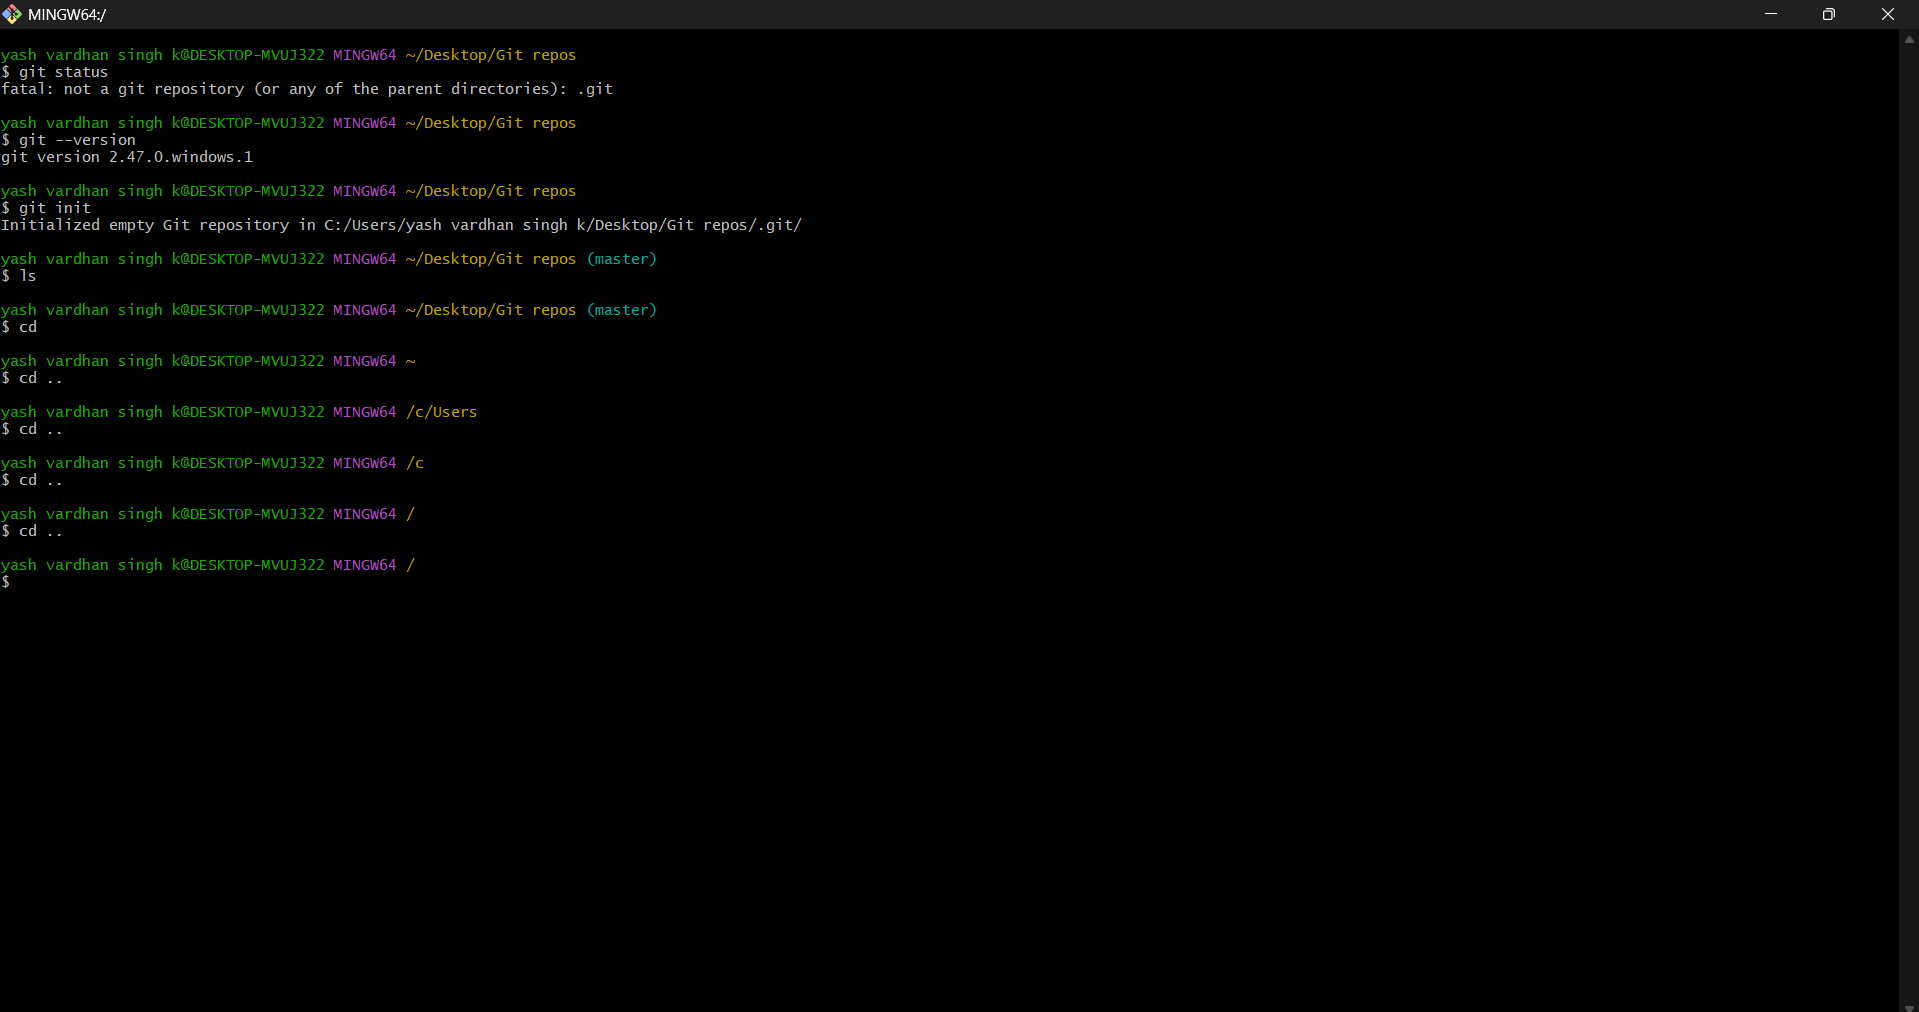 MINGW64:/
yash vardhan singh k@DESKTOP-MVUJ322 MINGW64 ~/Desktop/Git repos
$ git status
fatal: not a git repository (or any of the parent directories): .git
yash vardhan singh k@DESKTOP-MVUJ322 MINGW64 ~/Desktop/Git repos
$ git --version
git version 2.47.0.windows.1
yash vardhan singh k@DESKTOP-MVUJ322 MINGW64 ~/Desktop/Git repos
$ git init
Initialized empty Git repository in C:/Users/yash vardhan singh k/Desktop/Git repos/.git/
yash vardhan singh k@DESKTOP-MVUJ322 MINGW64 ~/Desktop/Git repos (master)
$ ls
yash vardhan singh k@DESKTOP-MVUJ322 MINGW64 ~/Desktop/Git repos (master)
$ cd
yash vardhan singh k@DESKTOP-MVUJ322 MINGW64 ~
$ cd ..
yash vardhan singh k@DESKTOP-MVUJ322 MINGW64 /c/Users
$ cd ..
yash vardhan singh k@DESKTOP-MVUJ322 MINGW64 /c
$ cd ..
yash vardhan singh k@DESKTOP-MVUJ322 MINGW64 /
$ cd ..
yash vardhan singh k@DESKTOP-MVUJ322 MINGW64 /
$